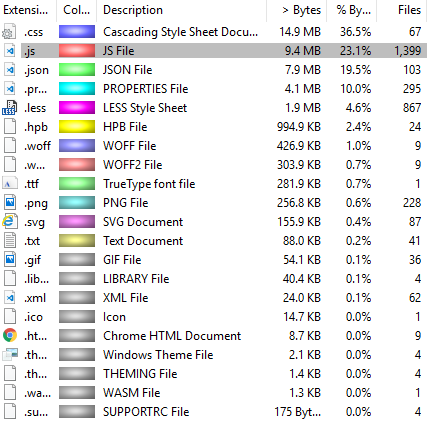 Extensi... Col... Description > Bytes % By... Files
.css Cascading Style Sheet Docu... 14.9 MB 36.5% 67
.js JS File 9.4 MB 23.1% 1,399
.json JSON File 7.9 MB 19.5% 103
.pr... PROPERTIES File 4.1 MB 10.0% 295
.less LESS Style Sheet 1.9 MB 4.6% 867
.hpb HPB File 994.9 KB 2.4% 24
.woff WOFF File 426.9 KB 1.0% 9
.w... WOFF2 File 303.9 KB 0.7% 9
.ttf TrueType font file 281.9 KB 0.7% 1
.png PNG File 256.8 KB 0.6% 228
.svg SVG Document 155.9 KB 0.4% 87
.txt Text Document 88.0 KB 0.2% 41
.gif GIF File 54.1 KB 0.1% 36
.lib... LIBRARY File 40.4 KB 0.1% 4
.xml XML File 24.0 KB 0.1% 62
.ico Icon 14.7 KB 0.0% 1
.ht... Chrome HTML Document 8.7 KB 0.0% 9
.th... Windows Theme File 2.1 KB 0.0% 4
.th... THEMING File 1.4 KB 0.0% 4
.wa... WASM File 1.3 KB 0.0% 1
.su... SUPPORTRC File 175 Byt... 0.0% 4